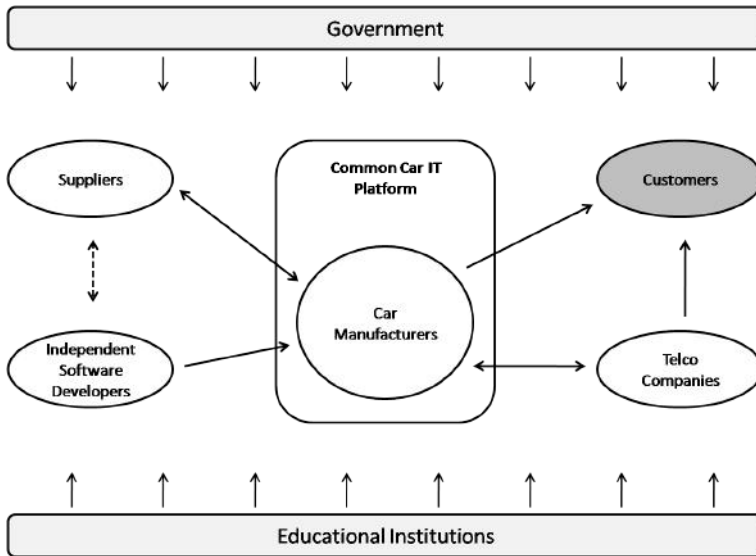 Government
Common Car IT
Platform
Suppliers
Customers
Car
Manufacturers
Independent
Software
Developers
Telco
Companies
Educational Institutions